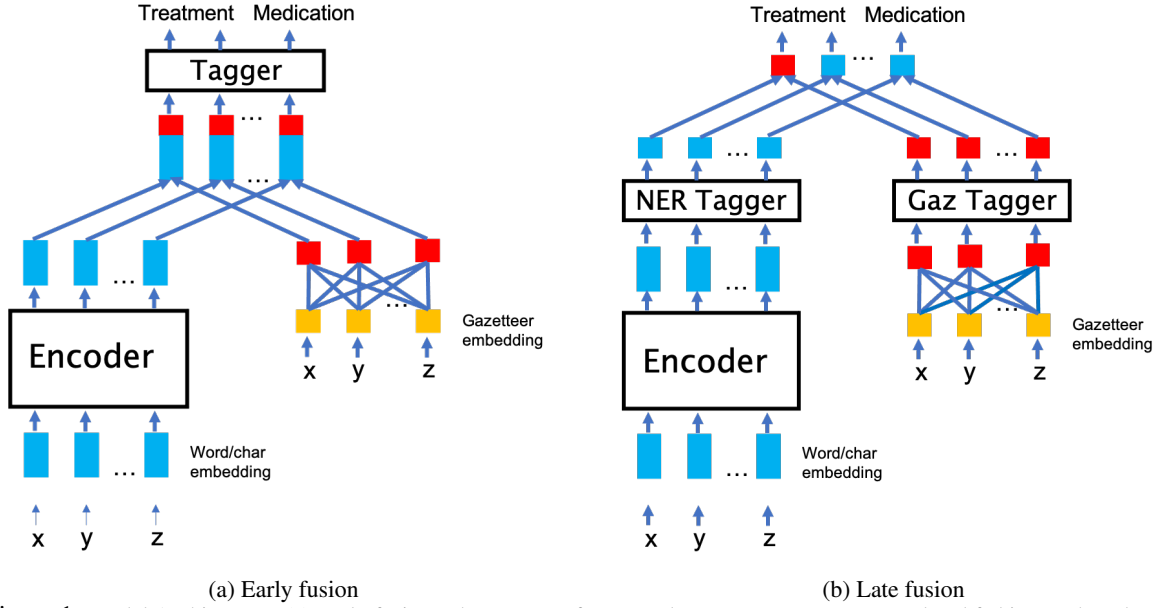 Treatment Medication
Tagger
...
...
...
Encoder
...
Gazetteer
embedding
x y z
Word/char
embedding
...
x y z
(a) Early fusion
Treatment Medication
...
...
...
NER Tagger
Gaz Tagger
...
...
Encoder
Gazetteer
embedding
x y z
Word/char
embedding
...
x y z
(b) Late fusion